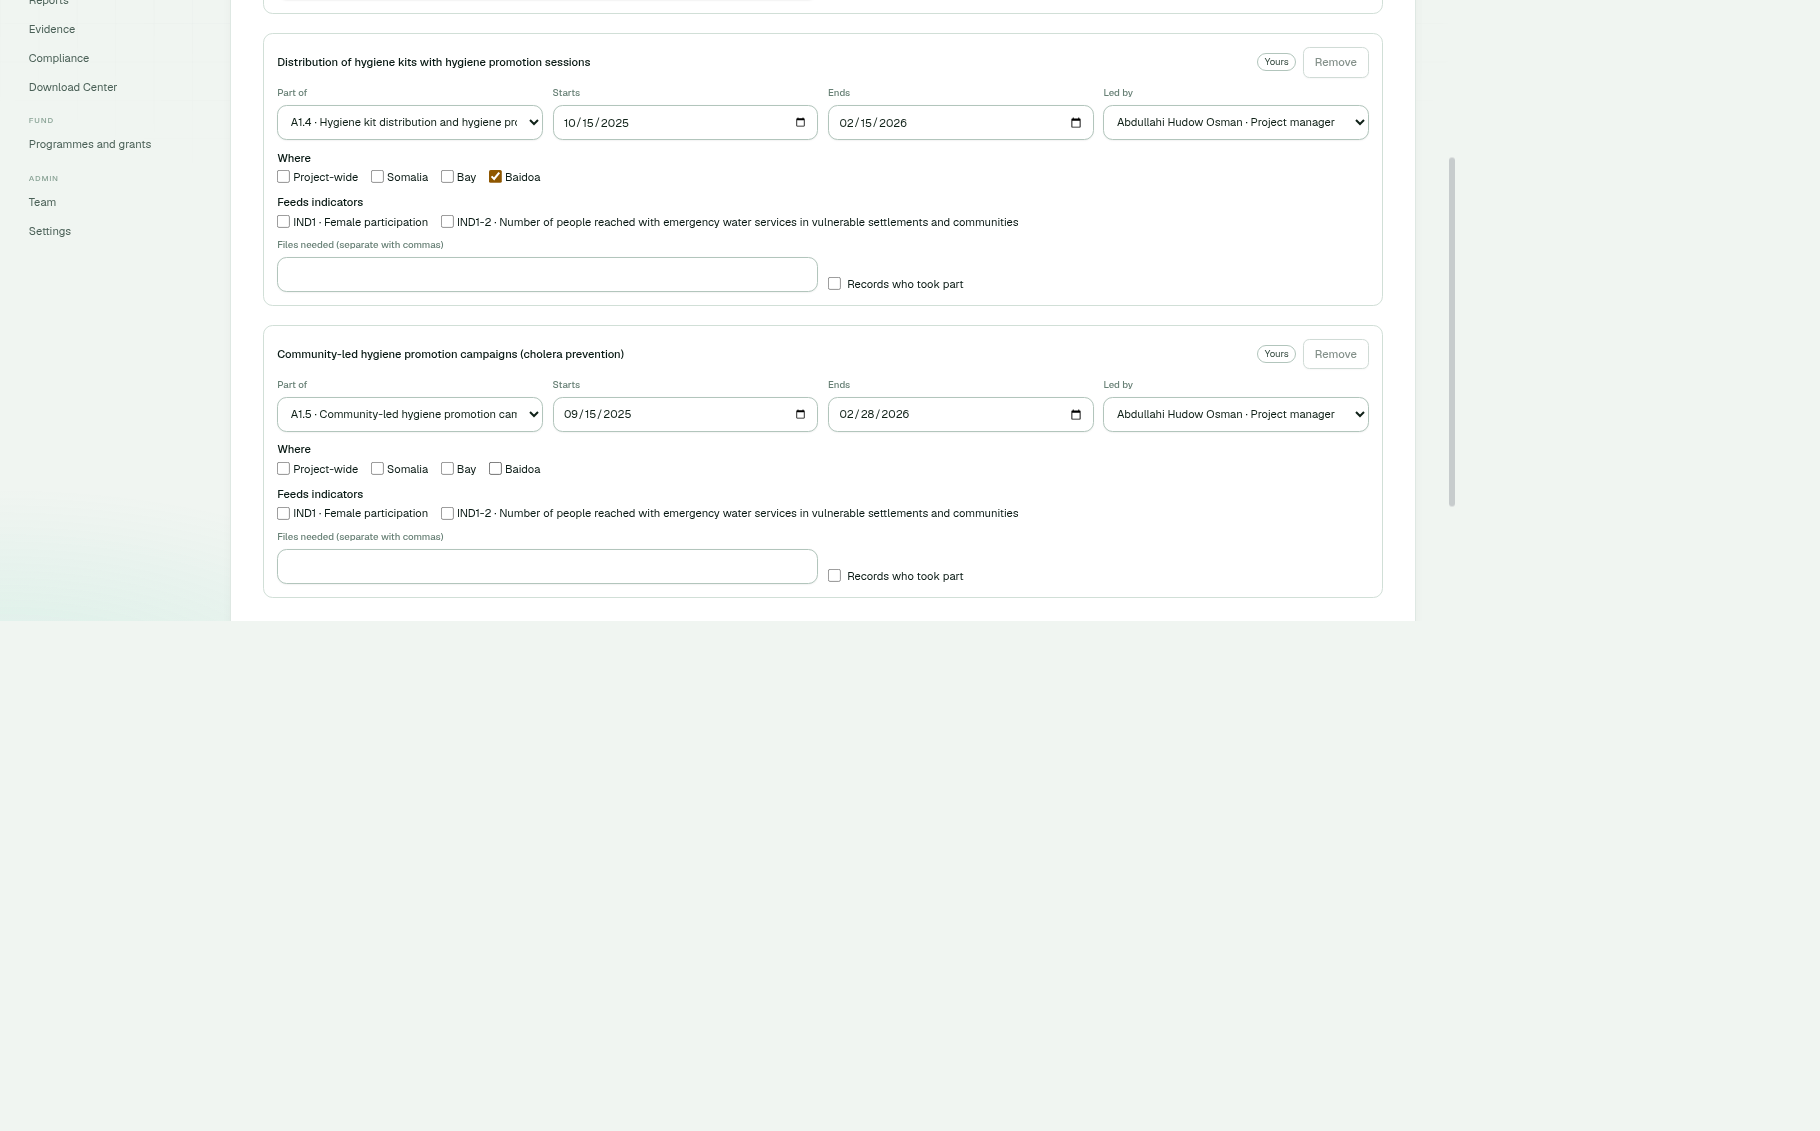 Reports
Evidence
Compliance
Download Center
FUND
Programmes and grants
ADMIN
Team
Settings
Distribution of hygiene kits with hygiene promotion sessions
Yours
Remove
Part of
Starts
Ends
Led by
A1.4 · Hygiene kit distribution and hygiene pro
10/15/2025
02/15/2026
Abdullahi Hudow Osman · Project manager
Where
Project-wide
Somalia
Bay
Baidoa
Feeds indicators
IND1 · Female participation
IND1-2 · Number of people reached with emergency water services in vulnerable settlements and communities
Files needed (separate with commas)
Records who took part
Community-led hygiene promotion campaigns (cholera prevention)
Yours
Remove
Part of
Starts
Ends
Led by
A1.5 · Community-led hygiene promotion cam
09/15/2025
02/28/2026
Abdullahi Hudow Osman · Project manager
Where
Project-wide
Somalia
Bay
Baidoa
Feeds indicators
IND1 · Female participation
IND1-2 · Number of people reached with emergency water services in vulnerable settlements and communities
Files needed (separate with commas)
Records who took part